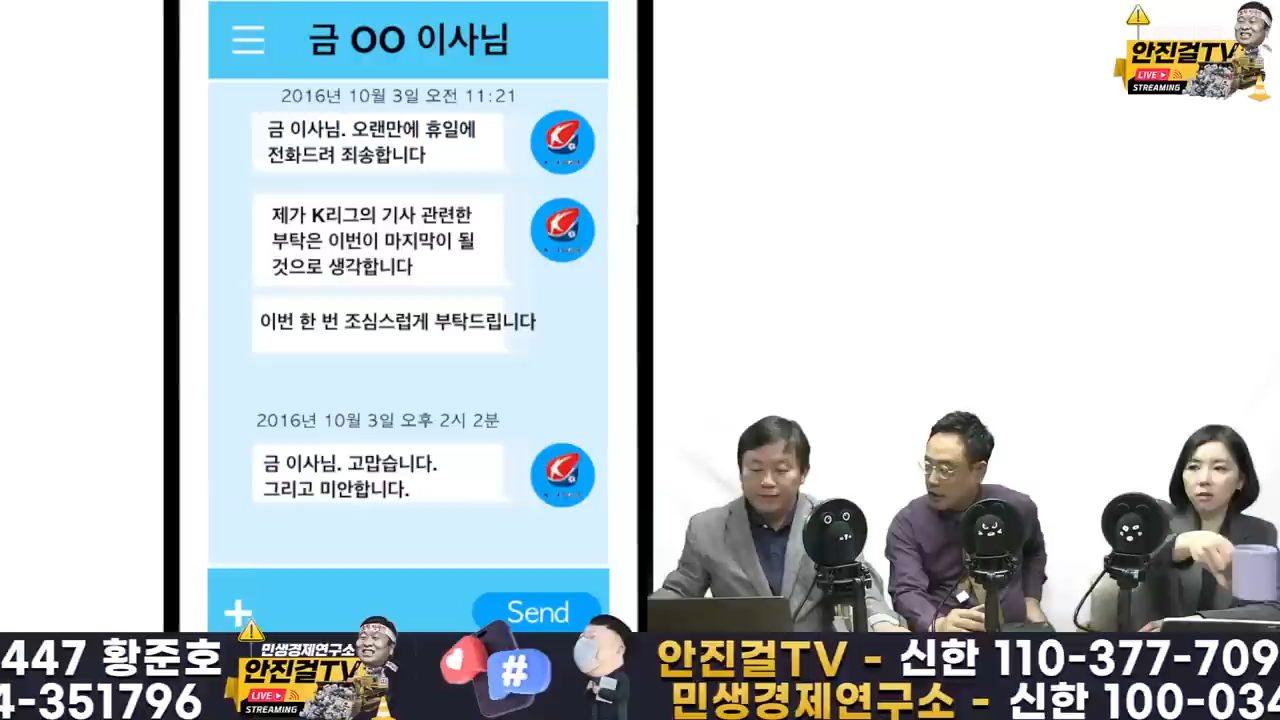 금 OO 이사님
2016년 10월 3일 오전 11:21
금 이사님. 오랜만에 휴일에
전화드려 죄송합니다
제가 K리그의 기사 관련한
부탁은 이번이 마지막이 될
것으로 생각합니다
이번 한 번 조심스럽게 부탁드립니다
2016년 10월 3일 오후 2시 2분
금 이사님. 고맙습니다.
그리고 미안합니다.
+
Send
안진걸TV
LIVE
STREAMING
447 황준호
4-351796
민생경제연구소
안진걸TV
LIVE
STREAMING
#
안진걸TV - 신한 110-377-709
민생경제연구소 - 신한 100-034